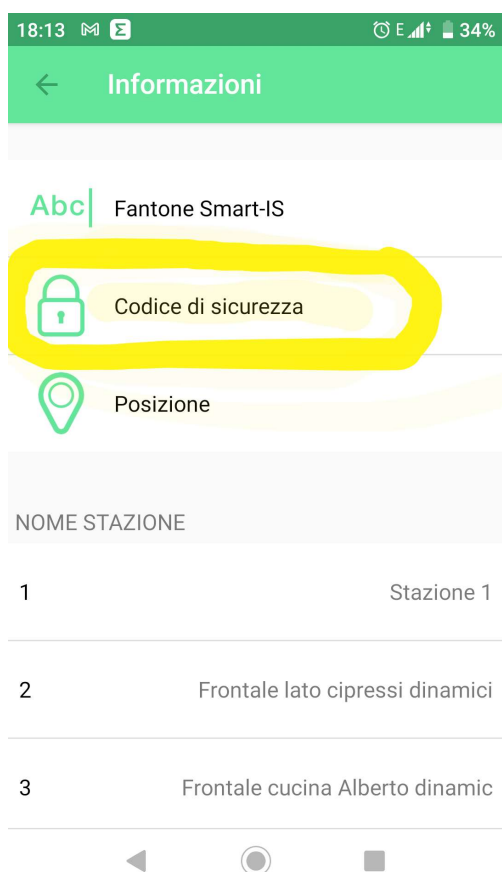 18:13 M Σ E 34%
Informazioni
Abc Fantone Smart-IS
Codice di sicurezza
Posizione
NOME STAZIONE
1 Stazione 1
2 Frontale lato cipressi dinamici
3 Frontale cucina Alberto dinamic